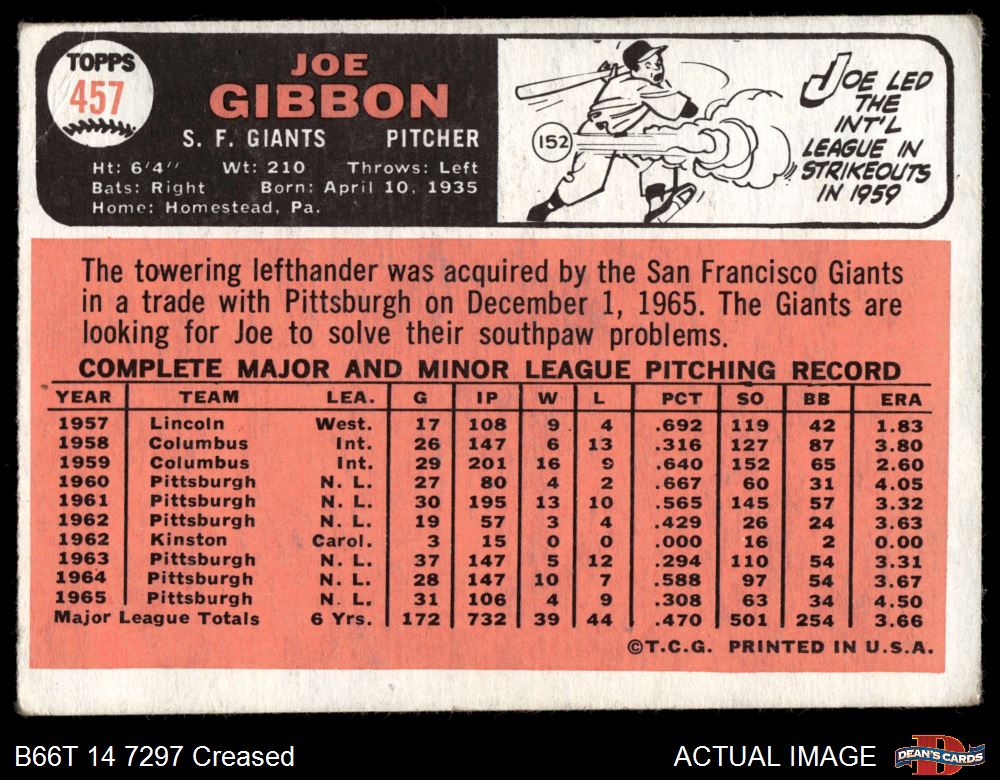 TOPPS
457
JOE
GIBBON
S. F. GIANTS PITCHER
Ht: 6'4'' Wt: 210 Throws: Left
Bats: Right Born: April 10, 1935
Home: Homestead, Pa.
152
JOE LED
THE
INT'L
LEAGUE IN
STRIKEOUTS
IN 1959
The towering lefthander was acquired by the San Francisco Giants
in a trade with Pittsburgh on December 1, 1965. The Giants are
looking for Joe to solve their southpaw problems.
COMPLETE MAJOR AND MINOR LEAGUE PITCHING RECORD
YEAR TEAM LEA. G IP W L PCT SO BB ERA
1957 Lincoln West. 17 108 9 4 .692 119 42 1.83
1958 Columbus Int. 26 147 6 13 .316 127 87 3.80
1959 Columbus Int. 29 201 16 9 .640 152 65 2.60
1960 Pittsburgh N. L. 27 80 4 2 .667 60 31 4.05
1961 Pittsburgh N. L. 30 195 13 10 .565 145 57 3.32
1962 Pittsburgh N. L. 19 57 3 4 .429 26 24 3.63
1962 Kinston Carol. 3 15 0 0 .000 16 2 0.00
1963 Pittsburgh N. L. 37 147 5 12 .294 110 54 3.31
1964 Pittsburgh N. L. 28 147 10 7 .588 97 54 3.67
1965 Pittsburgh N. L. 31 106 4 9 .308 63 34 4.50
Major League Totals 6 Yrs. 172 732 39 44 .470 501 254 3.66
©T.C.G. PRINTED IN U.S.A.
B66T 14 7297 Creased
ACTUAL IMAGE
DEAN'S CARDS